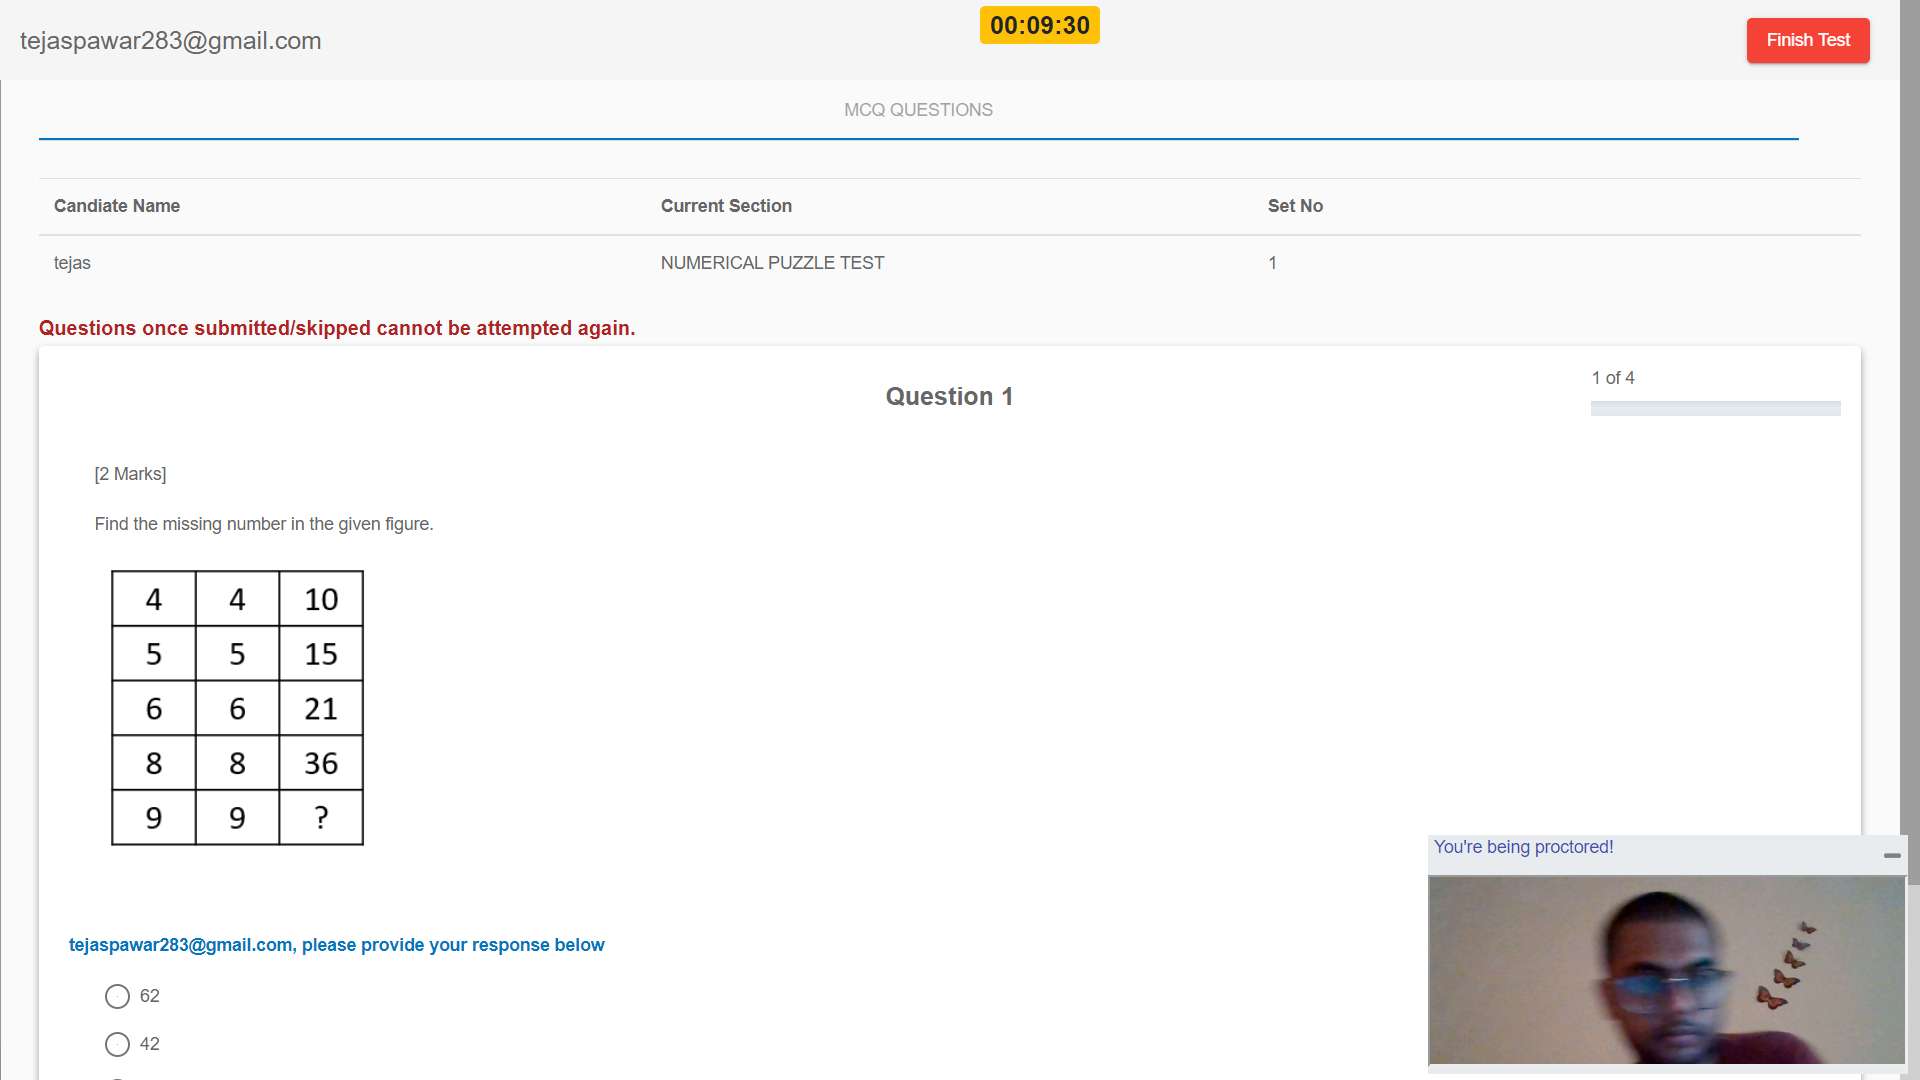 tejaspawar283@gmail.com
00:09:30
Finish Test
MCQ QUESTIONS
Candiate Name Current Section Set No
tejas NUMERICAL PUZZLE TEST 1
Questions once submitted/skipped cannot be attempted again.
Question 1
1 of 4
[2 Marks]
Find the missing number in the given figure.
4 4 10
5 5 15
6 6 21
8 8 36
9 9 ?
You're being proctored!
tejaspawar283@gmail.com, please provide your response below
62
42